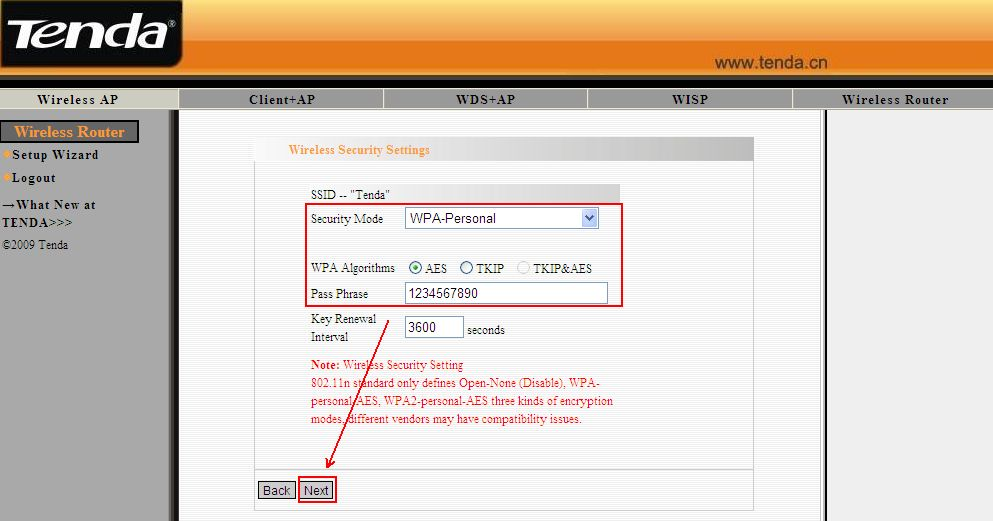 Tenda®
www.tenda.cn
Wireless AP
Client+AP
WDS+AP
WISP
Wireless Router
Wireless Router
Setup Wizard
Logout
→What New at
TENDA>>>
©2009 Tenda
Wireless Security Settings
SSID -- "Tenda"
Security Mode WPA-Personal
WPA Algorithms AES TKIP TKIP&AES
Pass Phrase 1234567890
Key Renewal
Interval 3600 seconds
Note: Wireless Security Setting
802.11n standard only defines Open-None (Disable), WPA-
personal-AES, WPA2-personal-AES three kinds of encryption
modes, different vendors may have compatibility issues.
Back Next